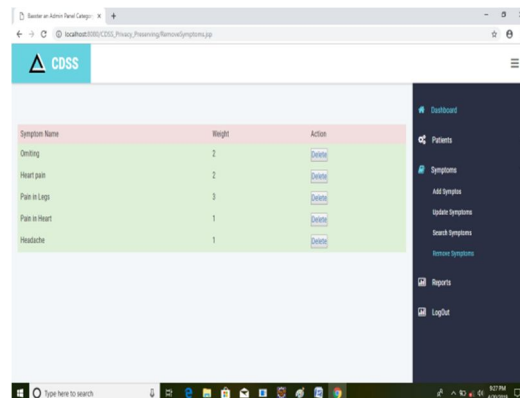 Baxster an Admin Panel Categor
localhost:8080/CDSS_Privacy_Preserving/RemoveSymptoms.jsp
CDSS
Dashboard
Patients
Symptoms
Add Symptos
Update Symptoms
Search Symptoms
Remove Symptoms
Reports
LogOut
Symptom Name Weight Action
Omiting 2 Delete
Heart pain 2 Delete
Pain in Legs 3 Delete
Pain in Heart 1 Delete
Headache 1 Delete
Type here to search
9:27 PM